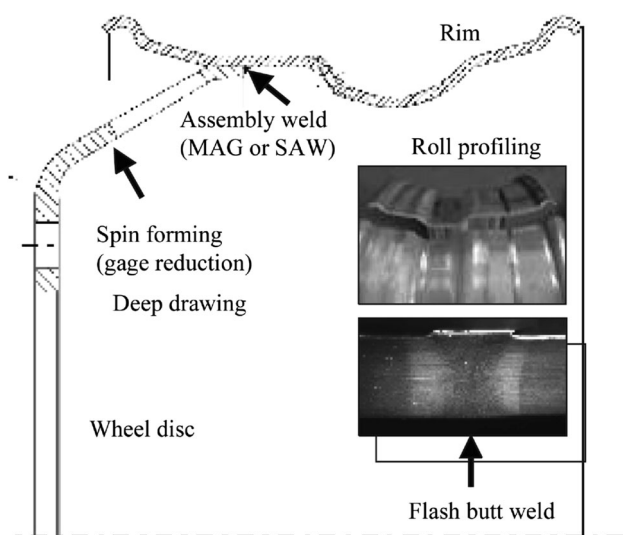 Rim
Assembly weld
(MAG or SAW)
Roll profiling
Spin forming
(gage reduction)
Deep drawing
Wheel disc
Flash butt weld